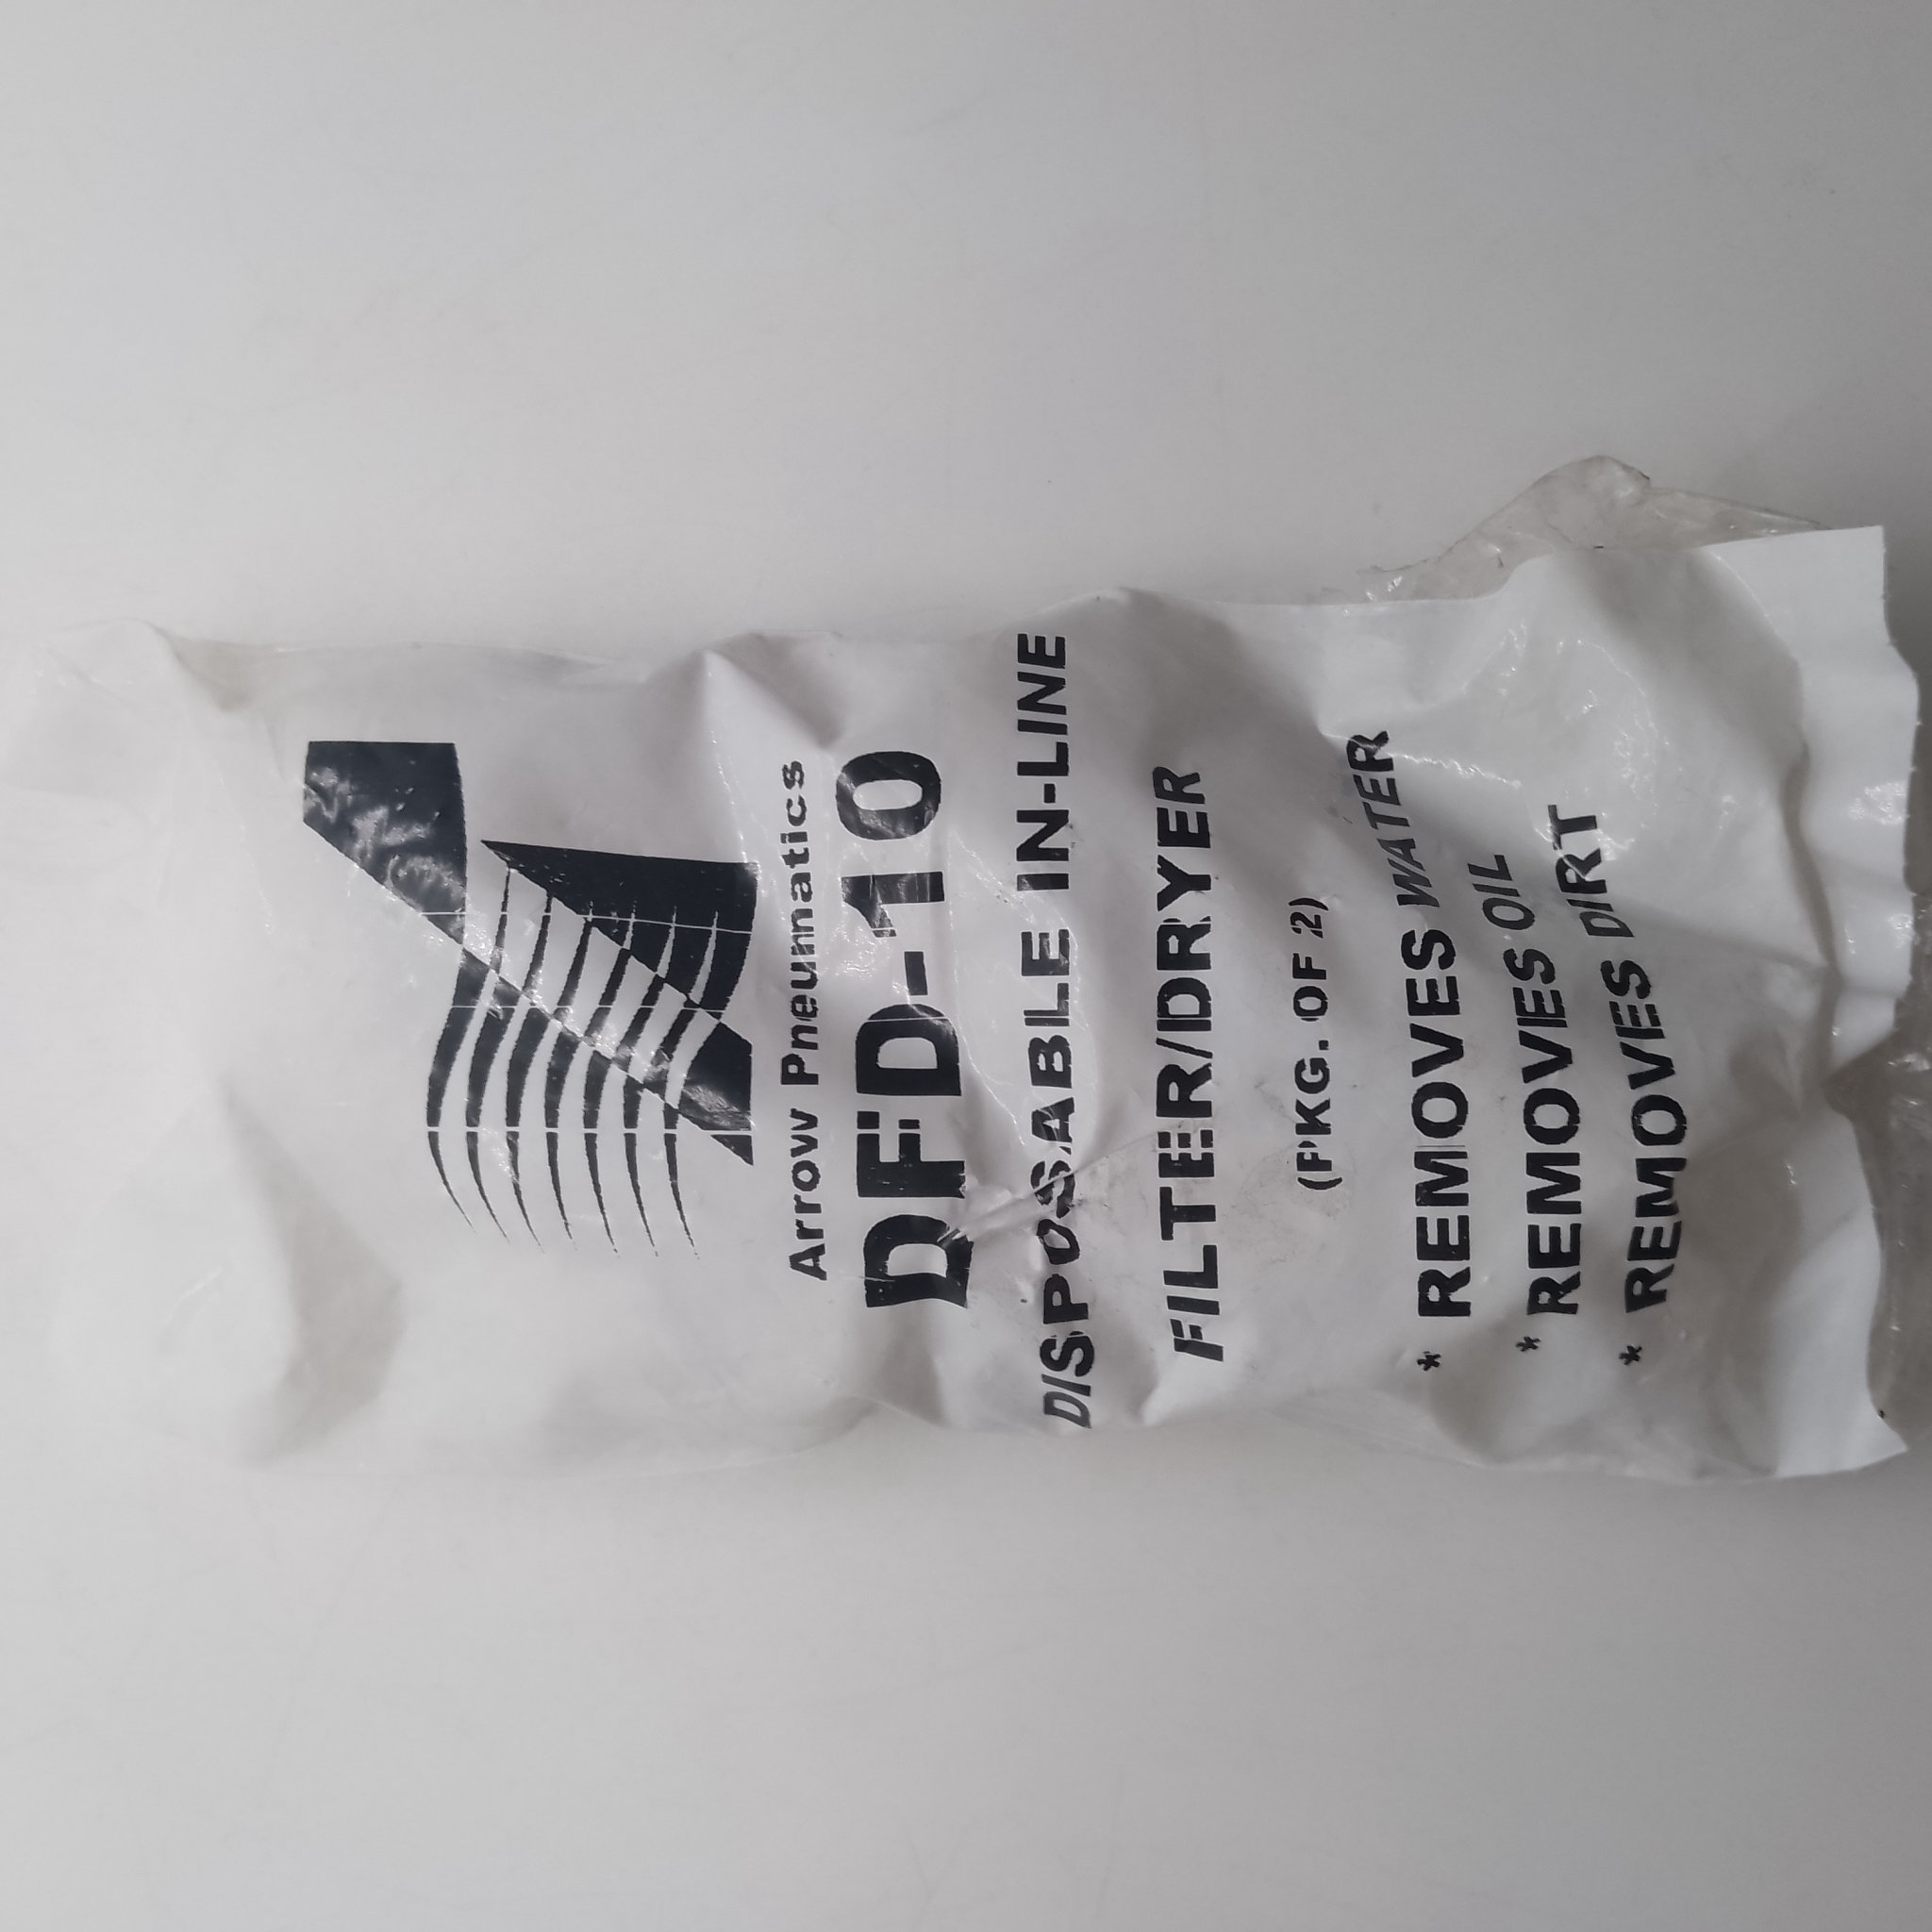 Arrow Pneumatics
DFD-10
DISPOSABLE IN-LINE
FILTER/DRYER
(PKG. OF 2)
* REMOVES WATER
* REMOVES OIL
* REMOVES DIRT